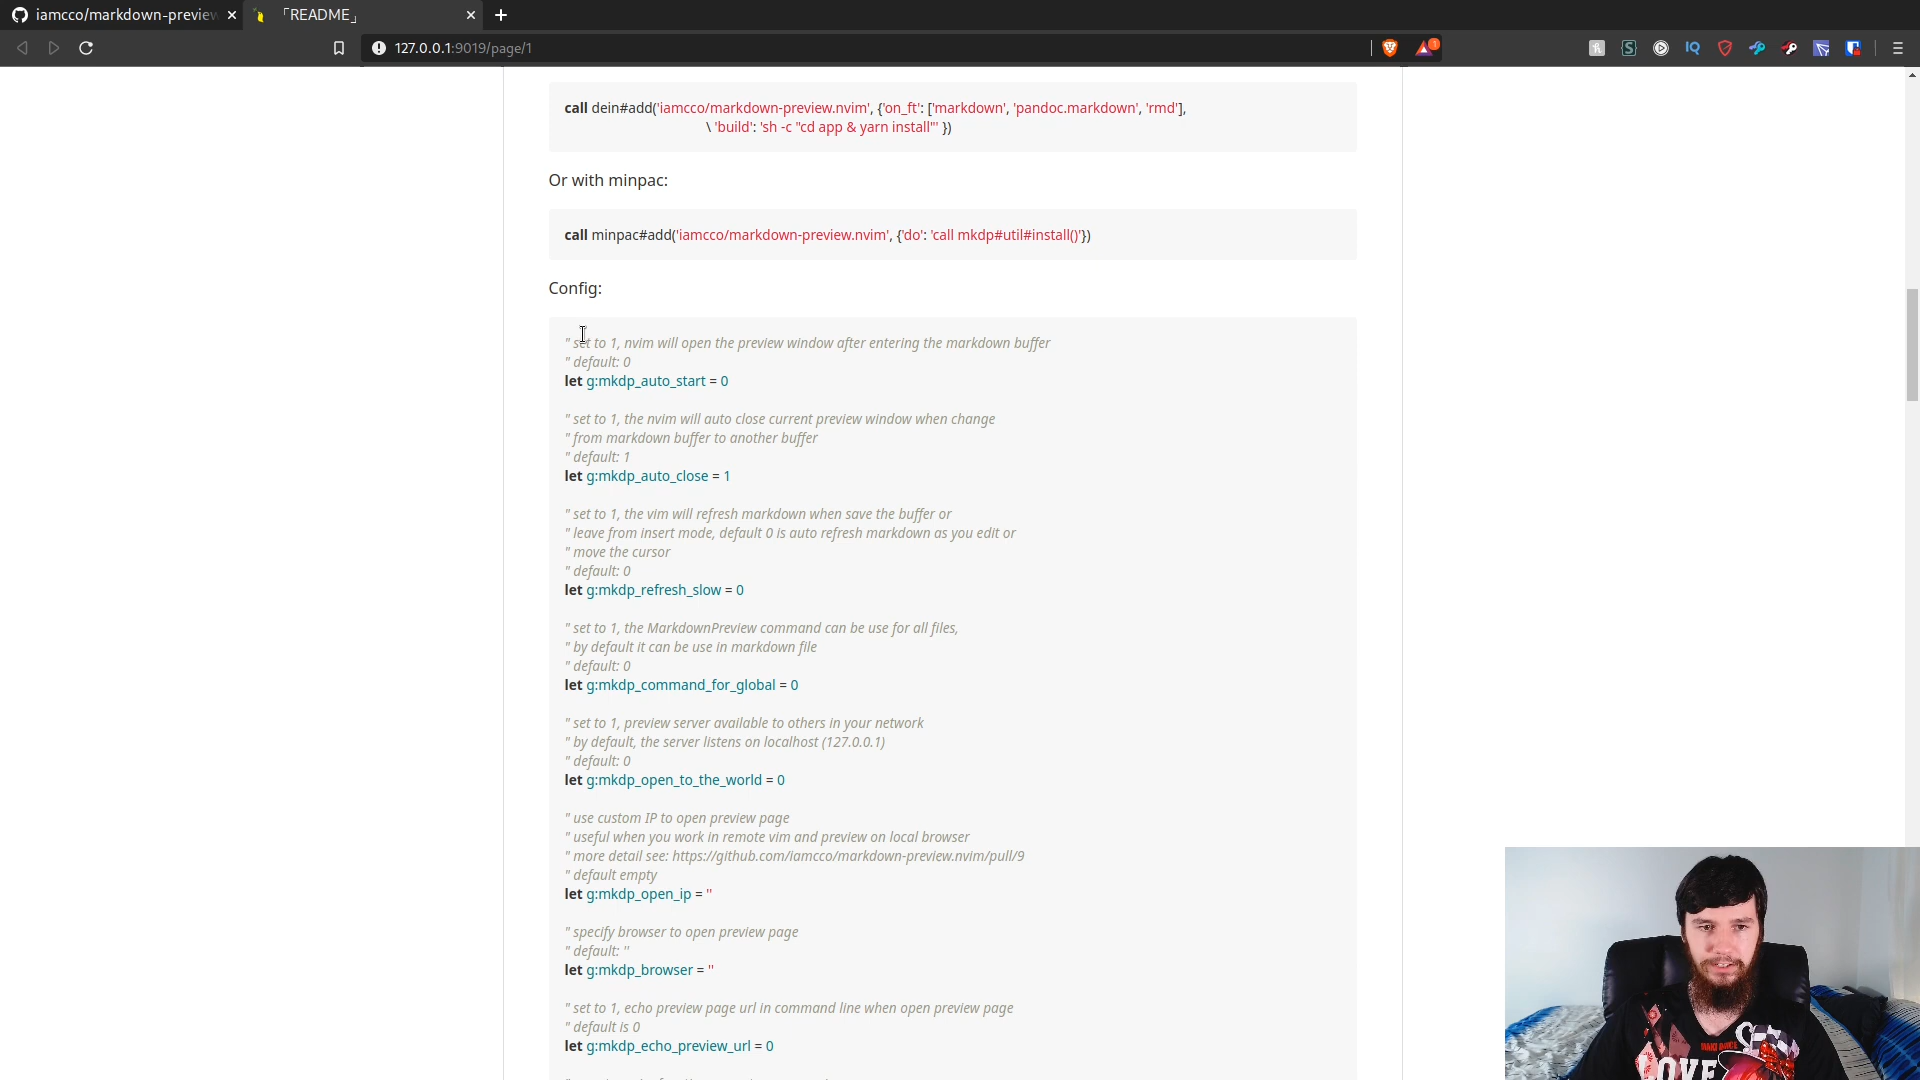 iamcco/markdown-preview
「README」
127.0.0.1:9019/page/1
call dein#add('iamcco/markdown-preview.nvim', {'on_ft': ['markdown', 'pandoc.markdown', 'rmd'],
\ 'build': 'sh -c "cd app & yarn install"' })
Or with minpac:
call minpac#add('iamcco/markdown-preview.nvim', {'do': 'call mkdp#util#install()'})
Config:
" set to 1, nvim will open the preview window after entering the markdown buffer
" default: 0
let g:mkdp_auto_start = 0
" set to 1, the nvim will auto close current preview window when change
" from markdown buffer to another buffer
" default: 1
let g:mkdp_auto_close = 1
" set to 1, the vim will refresh markdown when save the buffer or
" leave from insert mode, default 0 is auto refresh markdown as you edit or
" move the cursor
" default: 0
let g:mkdp_refresh_slow = 0
" set to 1, the MarkdownPreview command can be use for all files,
" by default it can be use in markdown file
" default: 0
let g:mkdp_command_for_global = 0
" set to 1, preview server available to others in your network
" by default, the server listens on localhost (127.0.0.1)
" default: 0
let g:mkdp_open_to_the_world = 0
" use custom IP to open preview page
" useful when you work in remote vim and preview on local browser
" more detail see: https://github.com/iamcco/markdown-preview.nvim/pull/9
" default empty
let g:mkdp_open_ip = ''
" specify browser to open preview page
" default: ''
let g:mkdp_browser = ''
" set to 1, echo preview page url in command line when open preview page
" default is 0
let g:mkdp_echo_preview_url = 0
LOVE